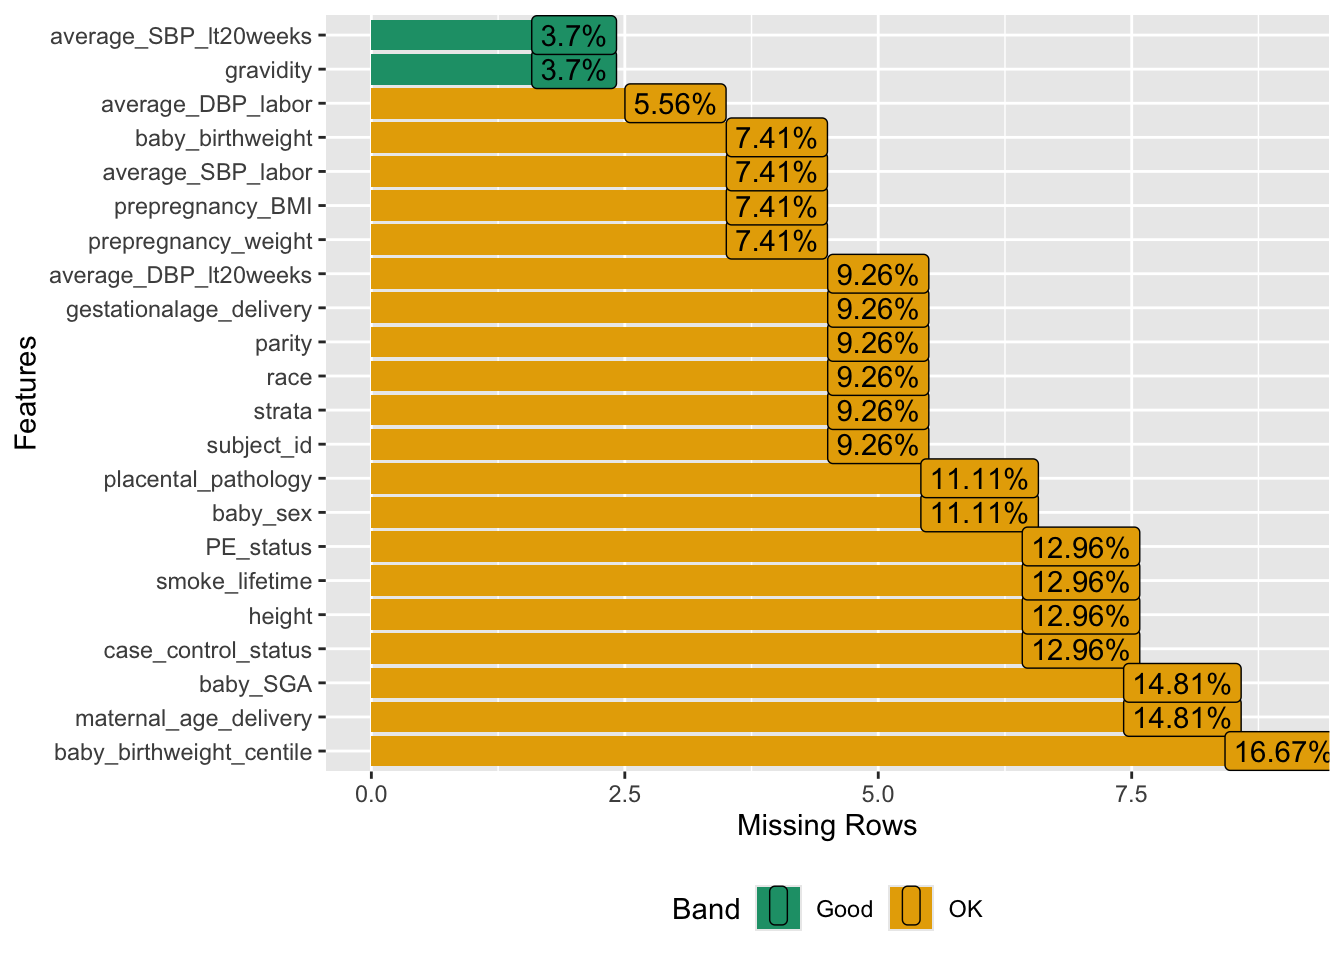 average_SBP_lt20weeks 3.7%
gravidity 3.7%
average_DBP_labor 5.56%
baby_birthweight 7.41%
average_SBP_labor 7.41%
prepregnancy_BMI 7.41%
prepregnancy_weight 7.41%
average_DBP_lt20weeks 9.26%
gestationalage_delivery 9.26%
parity 9.26%
race 9.26%
strata 9.26%
subject_id 9.26%
placental_pathology 11.11%
baby_sex 11.11%
PE_status 12.96%
smoke_lifetime 12.96%
height 12.96%
case_control_status 12.96%
baby_SGA 14.81%
maternal_age_delivery 14.81%
baby_birthweight_centile 16.67%
Features
0.0 2.5 5.0 7.5
Missing Rows
Band Good OK